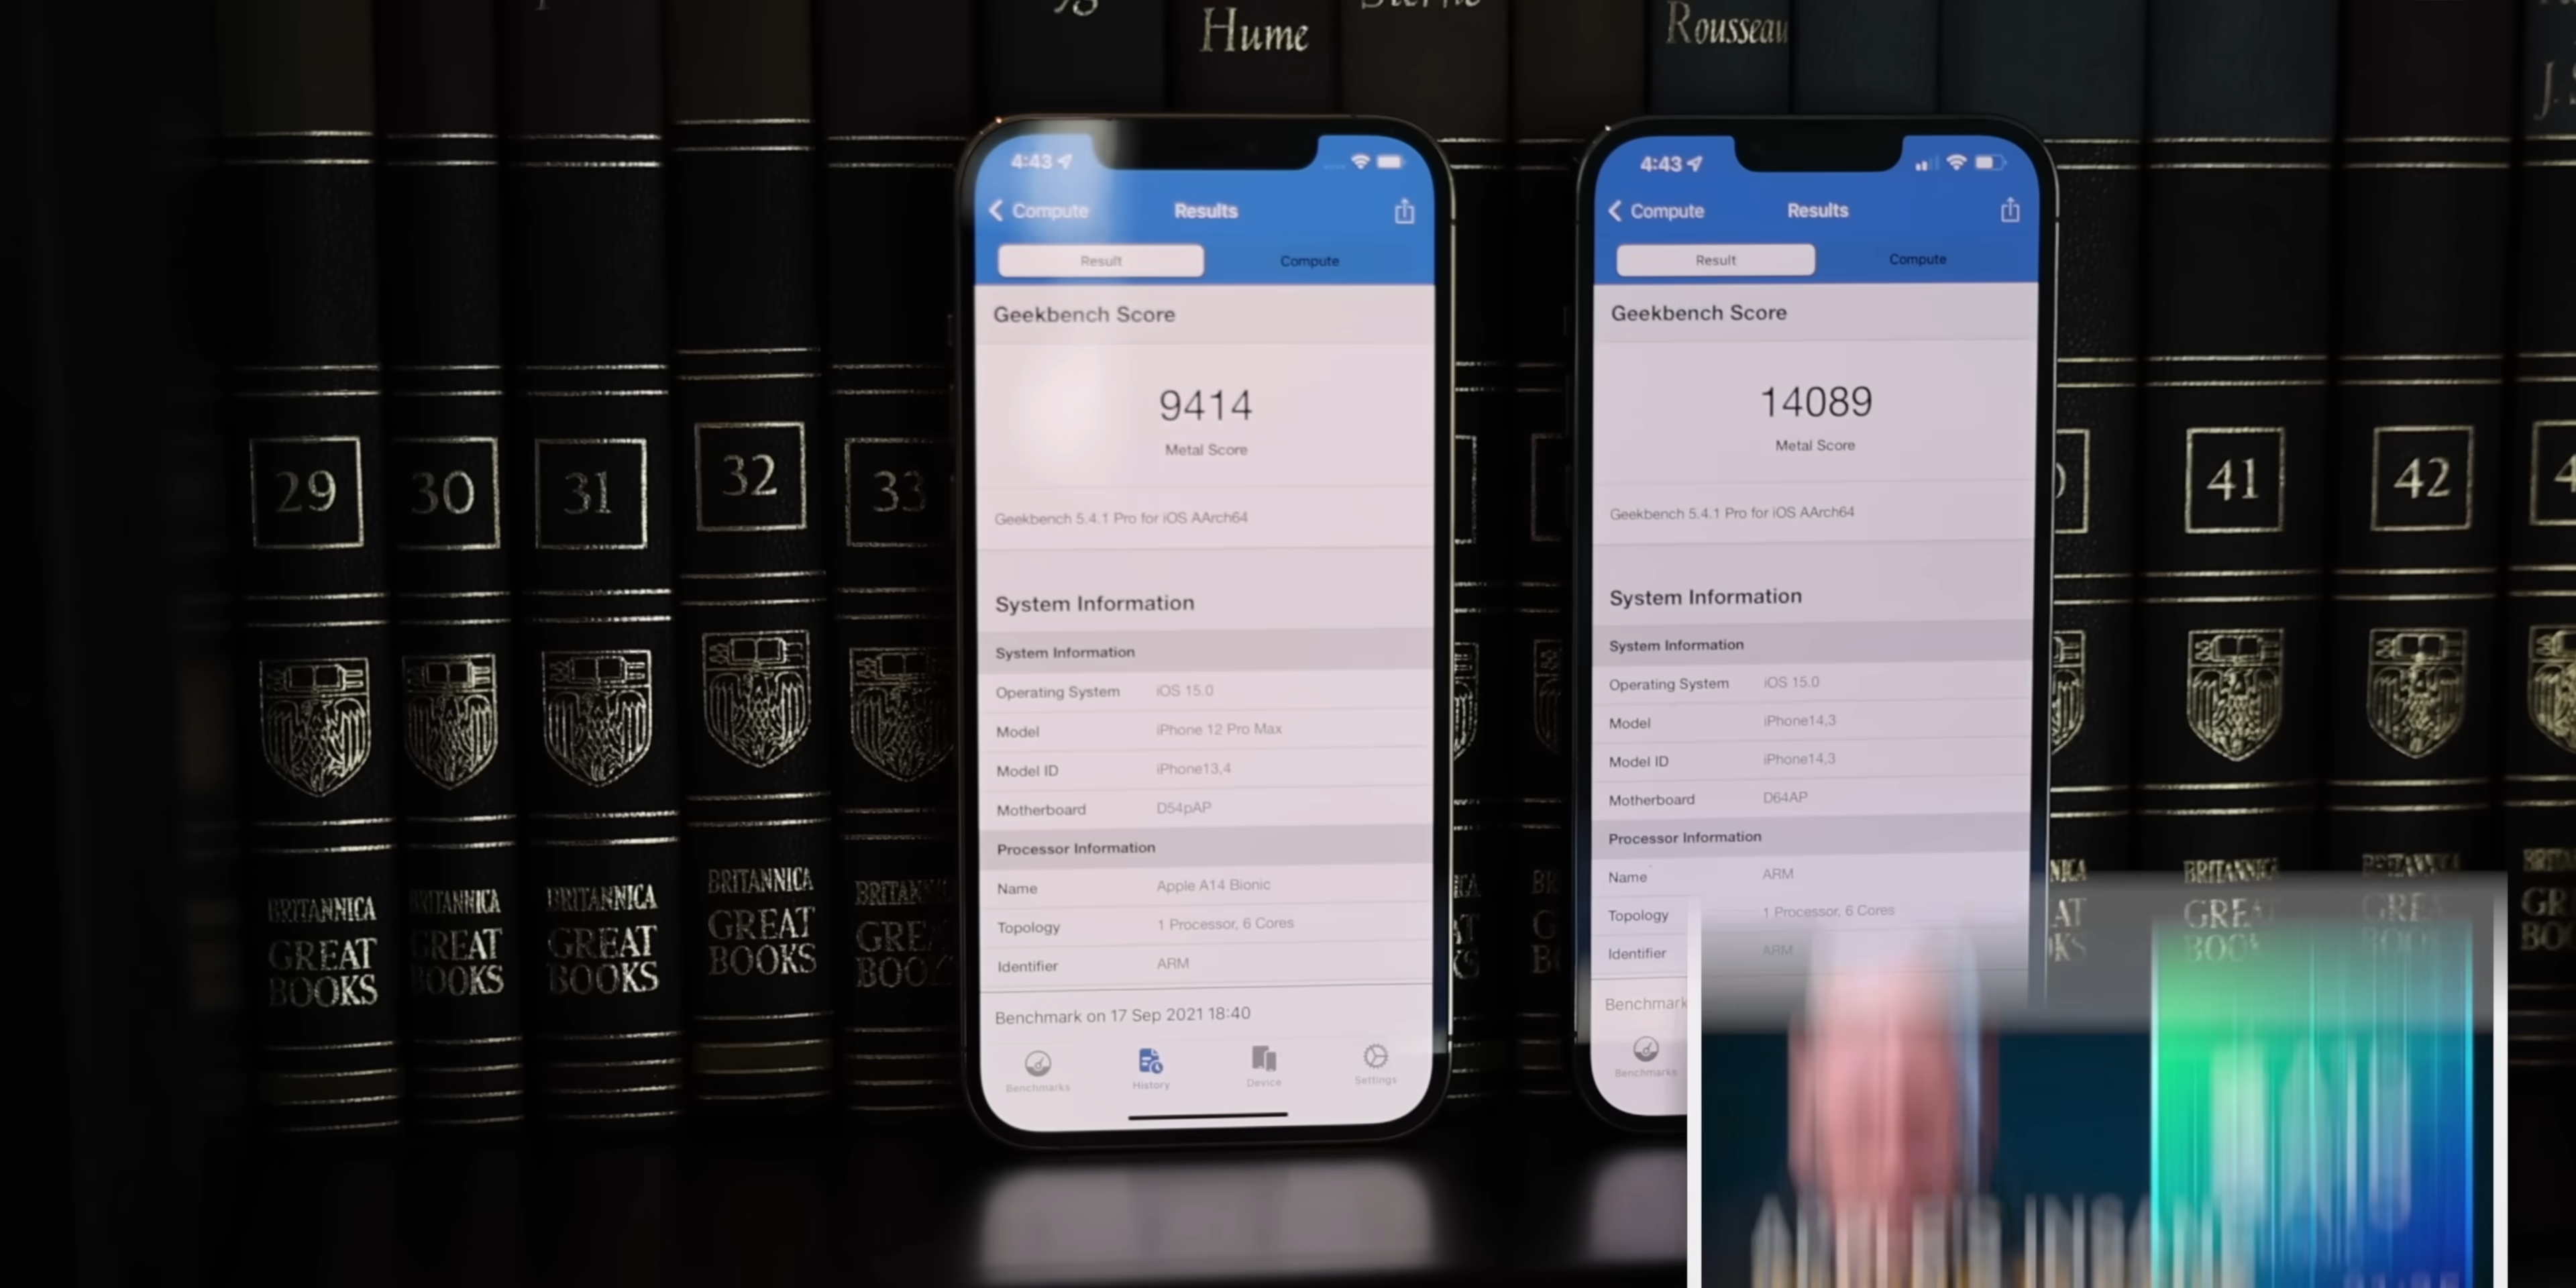 Hume
Rousseau
29
30
31
32
33
41
42
BRITANNICA
GREAT
BOOKS
BRITANNICA
GREAT
BOOKS
BRITANNICA
GREAT
BOOKS
BRITANNICA
GREAT
BOOKS
4:43
Compute
Results
Result
Compute
Geekbench Score
9414
Metal Score
Geekbench 5.4.1 Pro for iOS AArch64
System Information
System Information
Operating System iOS 15.0
Model iPhone 12 Pro Max
Model ID iPhone13,4
Motherboard D54pAP
Processor Information
Name Apple A14 Bionic
Topology 1 Processor, 6 Cores
Identifier ARM
Benchmark on 17 Sep 2021 18:40
Benchmarks
History
Device
Settings
4:43
Compute
Results
Result
Compute
Geekbench Score
14089
Metal Score
Geekbench 5.4.1 Pro for iOS AArch64
System Information
System Information
Operating System iOS 15.0
Model iPhone14,3
Model ID iPhone14,3
Motherboard D64AP
Processor Information
Name ARM
Topology 1 Processor, 6 Cores
Identifier ARM
Benchmark
Benchmarks